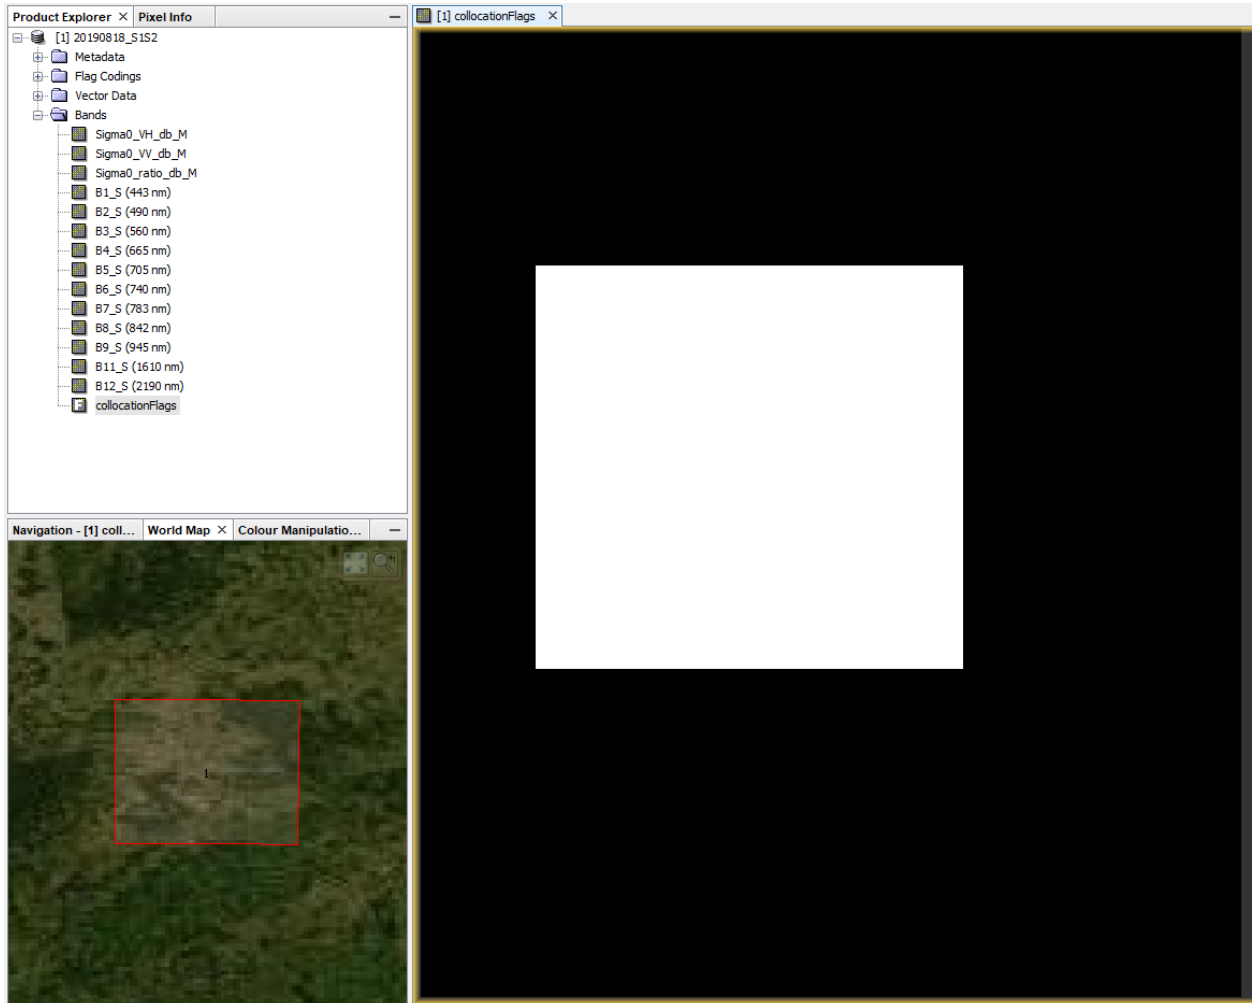 Product Explorer × Pixel Info
[1] 20190818_S1S2
Metadata
Flag Codings
Vector Data
Bands
Sigma0_VH_db_M
Sigma0_VV_db_M
Sigma0_ratio_db_M
B1_S (443 nm)
B2_S (490 nm)
B3_S (560 nm)
B4_S (665 nm)
B5_S (705 nm)
B6_S (740 nm)
B7_S (783 nm)
B8_S (842 nm)
B9_S (945 nm)
B11_S (1610 nm)
B12_S (2190 nm)
F collocationFlags
Navigation - [1] coll... World Map × Colour Manipulatio...
1
[1] collocationFlags ×